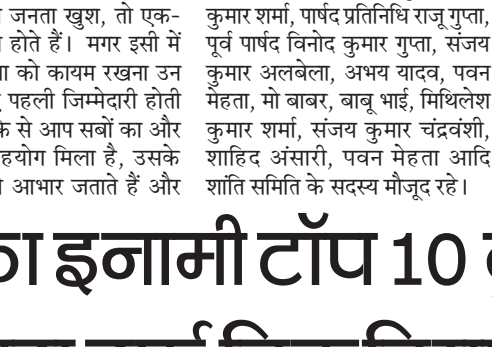 जनता खुश, तो एक-
होते हैं। मगर इसी में
को कायम रखना उन
पहली जिम्मेदारी होती
से आप सबों का और
मिला है, उसके
आभार जताते हैं और
कुमार शर्मा, पार्षद प्रतिनिधि राजू गुप्ता,
पूर्व पार्षद विनोद कुमार गुप्ता, संजय
कुमार अलबेला, अभय यादव, पवन
मेहता, मो बाबर, बाबू भाई, मिथिलेश
कुमार शर्मा, संजय कुमार चंद्रवंशी,
शाहिद अंसारी, पवन मेहता आदि
शांति समिति के सदस्य मौजूद रहे।
का इनामी टॉप 10